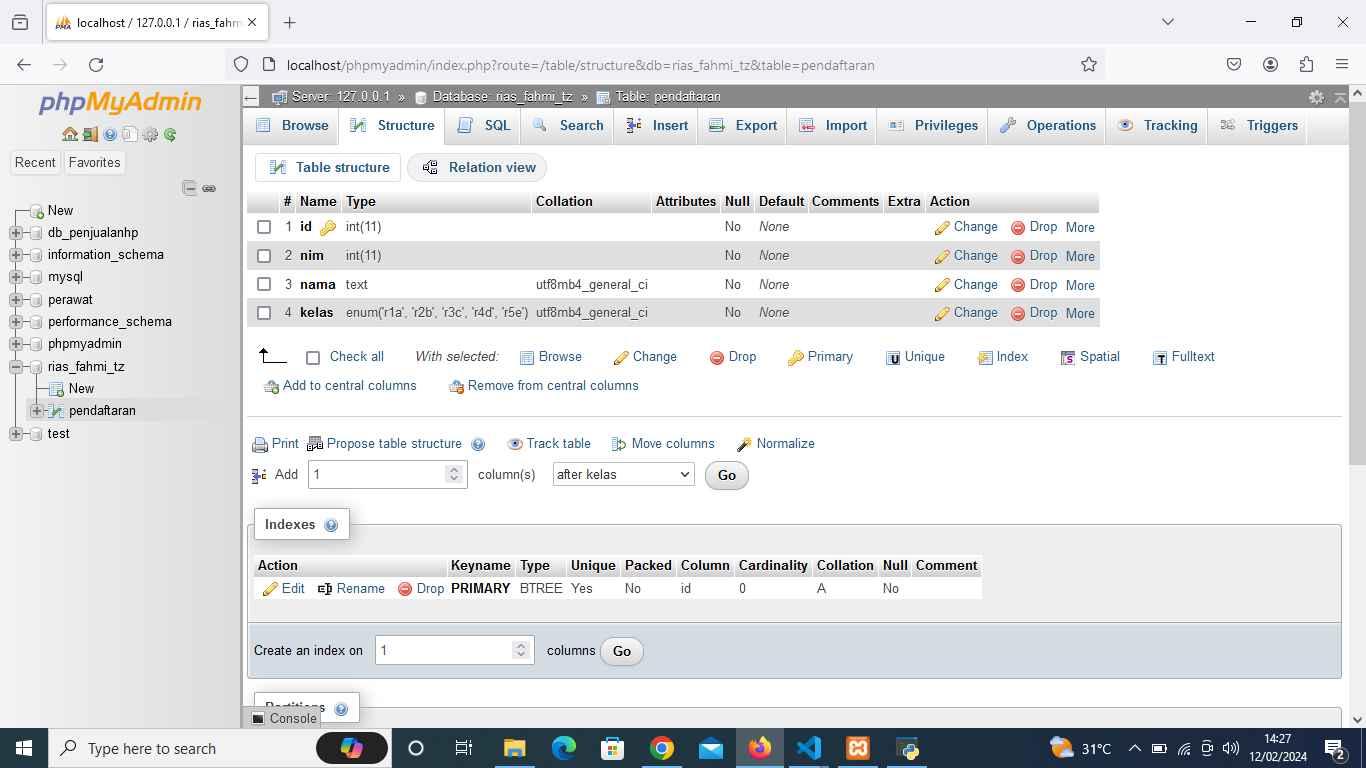 localhost / 127.0.0.1 / rias_fahm
localhost/phpmyadmin/index.php?route=/table/structure&db=rias_fahmi_tz&table=pendaftaran
phpMyAdmin
Recent Favorites
New
db_penjualanhp
information_schema
mysql
perawat
performance_schema
phpmyadmin
rias_fahmi_tz
New
pendaftaran
test
Server: 127.0.0.1 » Database: rias_fahmi_tz » Table: pendaftaran
Browse Structure SQL Search Insert Export Import Privileges Operations Tracking Triggers
Table structure Relation view
# Name Type Collation Attributes Null Default Comments Extra Action
1 id int(11) No None Change Drop More
2 nim int(11) No None Change Drop More
3 nama text utf8mb4_general_ci No None Change Drop More
4 kelas enum('r1a', 'r2b', 'r3c', 'r4d', 'r5e') utf8mb4_general_ci No None Change Drop More
Check all With selected: Browse Change Drop Primary Unique Index Spatial Fulltext
Add to central columns Remove from central columns
Print Propose table structure Track table Move columns Normalize
Add 1 column(s) after kelas Go
Indexes
Action Keyname Type Unique Packed Column Cardinality Collation Null Comment
Edit Rename Drop PRIMARY BTREE Yes No id 0 A No
Create an index on 1 columns Go
Partitions
Console
Type here to search
31°C
14:27
12/02/2024
2